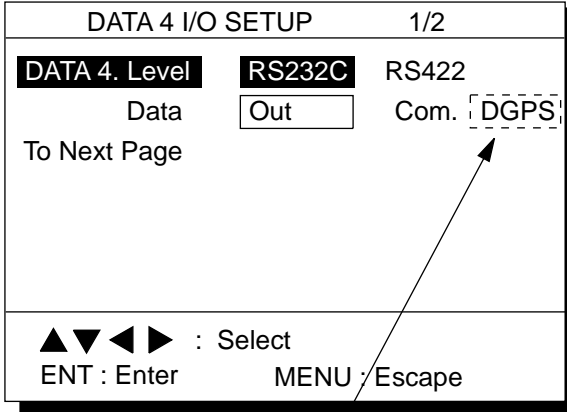 DATA 4 I/O SETUP 1/2
DATA 4. Level RS232C RS422
Data Out Com. DGPS
To Next Page
▲▼◀ ▶ : Select
ENT : Enter MENU : Escape